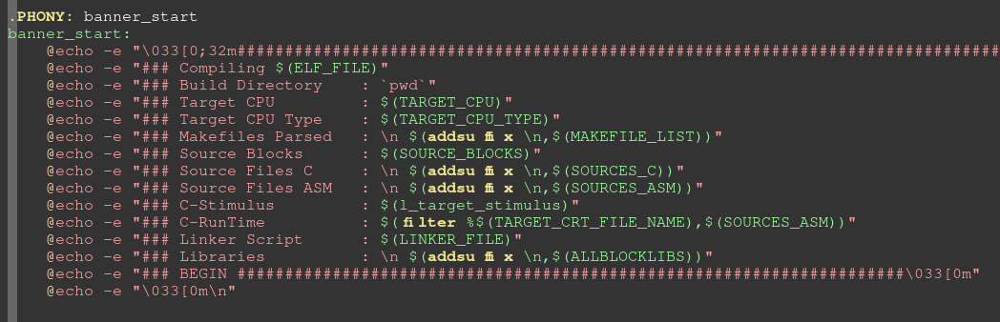 .PHONY: banner_start
banner_start:
    @echo -e "\033[0;32m################################################################################
    @echo -e "### Compiling $(ELF_FILE)"
    @echo -e "### Build Directory    : `pwd`"
    @echo -e "### Target CPU         : $(TARGET_CPU)"
    @echo -e "### Target CPU Type    : $(TARGET_CPU_TYPE)"
    @echo -e "### Makefiles Parsed   : \n $(addsuffix \n,$(MAKEFILE_LIST))"
    @echo -e "### Source Blocks      : $(SOURCE_BLOCKS)"
    @echo -e "### Source Files C     : \n $(addsuffix \n,$(SOURCES_C))"
    @echo -e "### Source Files ASM   : \n $(addsuffix \n,$(SOURCES_ASM))"
    @echo -e "### C-Stimulus         : $(l_target_stimulus)"
    @echo -e "### C-RunTime          : $(filter %$(TARGET_CRT_FILE_NAME),$(SOURCES_ASM))"
    @echo -e "### Linker Script      : $(LINKER_FILE)"
    @echo -e "### Libraries          : \n $(addsuffix \n,$(ALLBLOCKLIBS))"
    @echo -e "### BEGIN ######################################################################\033[0m"
    @echo -e "\033[0m\n"